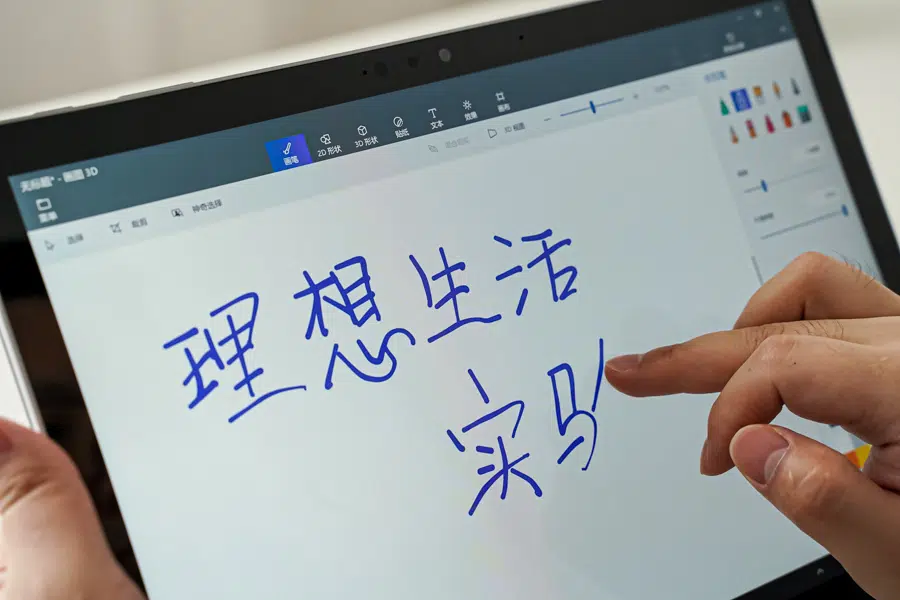 无标题* - 画图 3D
菜单
画笔
2D 形状
3D 形状
贴纸
文本
效果
画布
选择
裁剪
神奇选择
3D 视图
理想生活
实